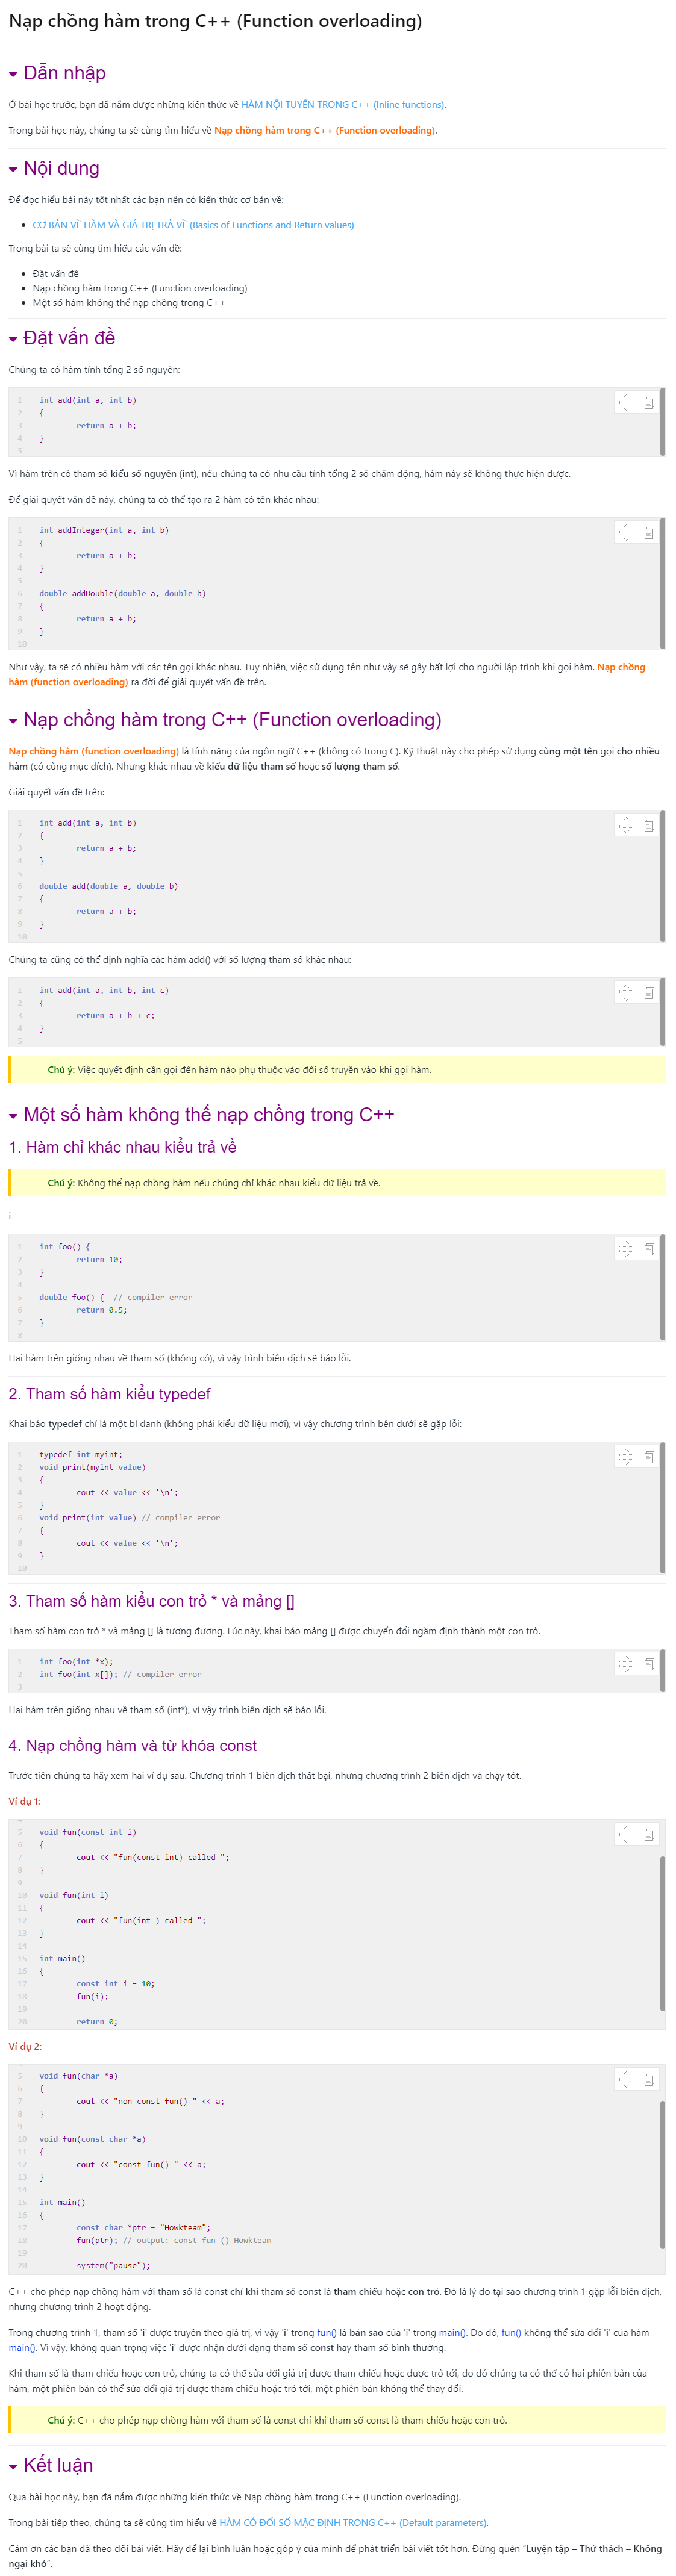 Nạp chồng hàm trong C++ (Function overloading)
Dẫn nhập
Ở bài học trước, bạn đã nắm được những kiến thức về HÀM NỘI TUYẾN TRONG C++ (Inline functions).
Trong bài học này, chúng ta sẽ cùng tìm hiểu về Nạp chồng hàm trong C++ (Function overloading).
Nội dung
Để đọc hiểu bài này tốt nhất các bạn nên có kiến thức cơ bản về:
CƠ BẢN VỀ HÀM VÀ GIÁ TRỊ TRẢ VỀ (Basics of Functions and Return values)
Trong bài ta sẽ cùng tìm hiểu các vấn đề:
Đặt vấn đề
Nạp chồng hàm trong C++ (Function overloading)
Một số hàm không thể nạp chồng trong C++
Đặt vấn đề
Chúng ta có hàm tính tổng 2 số nguyên:
1 int add(int a, int b)
2 {
3 return a + b;
4 }
5
Vì hàm trên có tham số kiểu số nguyên (int), nếu chúng ta có nhu cầu tính tổng 2 số chấm động, hàm này sẽ không thực hiện được.
Để giải quyết vấn đề này, chúng ta có thể tạo ra 2 hàm có tên khác nhau:
1 int addInteger(int a, int b)
2 {
3 return a + b;
4 }
5
6 double addDouble(double a, double b)
7 {
8 return a + b;
9 }
10
Như vậy, ta sẽ có nhiều hàm với các tên gọi khác nhau. Tuy nhiên, việc sử dụng tên như vậy sẽ gây bất lợi cho người lập trình khi gọi hàm. Nạp chồng
hàm (function overloading) ra đời để giải quyết vấn đề trên.
Nạp chồng hàm trong C++ (Function overloading)
Nạp chồng hàm (function overloading) là tính năng của ngôn ngữ C++ (không có trong C). Kỹ thuật này cho phép sử dụng cùng một tên gọi cho nhiều
hàm (có cùng mục đích). Nhưng khác nhau về kiểu dữ liệu tham số hoặc số lượng tham số.
Giải quyết vấn đề trên:
1 int add(int a, int b)
2 {
3 return a + b;
4 }
5
6 double add(double a, double b)
7 {
8 return a + b;
9 }
10
Chúng ta cũng có thể định nghĩa các hàm add() với số lượng tham số khác nhau:
1 int add(int a, int b, int c)
2 {
3 return a + b + c;
4 }
5
Chú ý: Việc quyết định cần gọi đến hàm nào phụ thuộc vào đối số truyền vào khi gọi hàm.
Một số hàm không thể nạp chồng trong C++
1. Hàm chỉ khác nhau kiểu trả về
Chú ý: Không thể nạp chồng hàm nếu chúng chỉ khác nhau kiểu dữ liệu trả về.
i
1 int foo() {
2 return 10;
3 }
4
5 double foo() { // compiler error
6 return 0.5;
7 }
8
Hai hàm trên giống nhau về tham số (không có), vì vậy trình biên dịch sẽ báo lỗi.
2. Tham số hàm kiểu typedef
Khai báo typedef chỉ là một bí danh (không phải kiểu dữ liệu mới), vì vậy chương trình bên dưới sẽ gặp lỗi:
1 typedef int myint;
2 void print(myint value)
3 {
4 cout << value << '\n';
5 }
6 void print(int value) // compiler error
7 {
8 cout << value << '\n';
9 }
10
3. Tham số hàm kiểu con trỏ * và mảng []
Tham số hàm con trỏ * và mảng [] là tương đương. Lúc này, khai báo mảng [] được chuyển đổi ngầm định thành một con trỏ.
1 int foo(int *x);
2 int foo(int x[]); // compiler error
3
Hai hàm trên giống nhau về tham số (int*), vì vậy trình biên dịch sẽ báo lỗi.
4. Nạp chồng hàm và từ khóa const
Trước tiên chúng ta hãy xem hai ví dụ sau. Chương trình 1 biên dịch thất bại, nhưng chương trình 2 biên dịch và chạy tốt.
Ví dụ 1:
5 void fun(const int i)
6 {
7 cout << "fun(const int) called ";
8 }
9
10 void fun(int i)
11 {
12 cout << "fun(int ) called ";
13 }
14
15 int main()
16 {
17 const int i = 10;
18 fun(i);
19
20 return 0;
Ví dụ 2:
5 void fun(char *a)
6 {
7 cout << "non-const fun() " << a;
8 }
9
10 void fun(const char *a)
11 {
12 cout << "const fun() " << a;
13 }
14
15 int main()
16 {
17 const char *ptr = "Howkteam";
18 fun(ptr); // output: const fun () Howkteam
19
20 system("pause");
C++ cho phép nạp chồng hàm với tham số là const chỉ khi tham số const là tham chiếu hoặc con trỏ. Đó là lý do tại sao chương trình 1 gặp lỗi biên dịch,
nhưng chương trình 2 hoạt động.
Trong chương trình 1, tham số 'i' được truyền theo giá trị, vì vậy 'i' trong fun() là bản sao của 'i' trong main(). Do đó, fun() không thể sửa đổi 'i' của hàm
main(). Vì vậy, không quan trọng việc 'i' được nhận dưới dạng tham số const hay tham số bình thường.
Khi tham số là tham chiếu hoặc con trỏ, chúng ta có thể sửa đổi giá trị được tham chiếu hoặc được trỏ tới, do đó chúng ta có thể có hai phiên bản của
hàm, một phiên bản có thể sửa đổi giá trị được tham chiếu hoặc trỏ tới, một phiên bản không thể thay đổi.
Chú ý: C++ cho phép nạp chồng hàm với tham số là const chỉ khi tham số const là tham chiếu hoặc con trỏ.
Kết luận
Qua bài học này, bạn đã nắm được những kiến thức về Nạp chồng hàm trong C++ (Function overloading).
Trong bài tiếp theo, chúng ta sẽ cùng tìm hiểu về HÀM CÓ ĐỐI SỐ MẶC ĐỊNH TRONG C++ (Default parameters).
Cảm ơn các bạn đã theo dõi bài viết. Hãy để lại bình luận hoặc góp ý của mình để phát triển bài viết tốt hơn. Đừng quên "Luyện tập – Thử thách – Không
ngại khó".